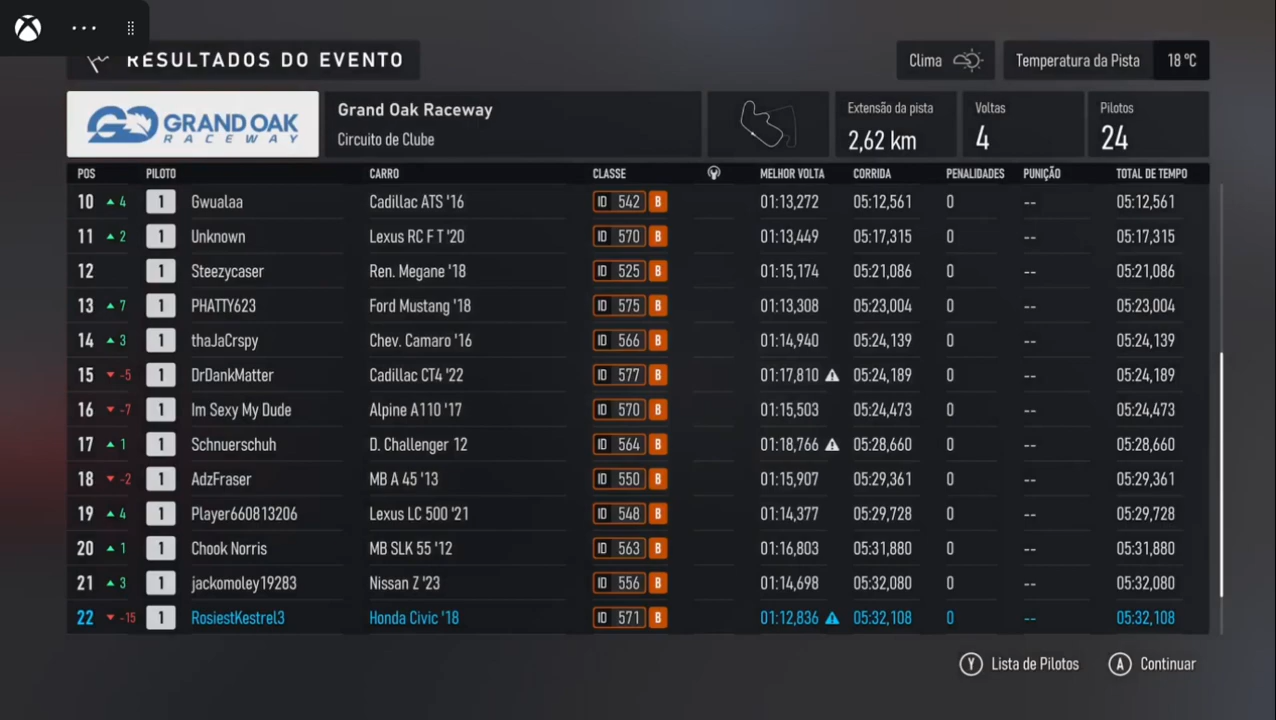 RESULTADOS DO EVENTO
Clima
Temperatura da Pista 18 °C
GRAND OAK RACEWAY
Grand Oak Raceway
Circuito de Clube
Extensão da pista 2,62 km
Voltas 4
Pilotos 24
POS PILOTO CARRO CLASSE MELHOR VOLTA CORRIDA PENALIDADES PUNIÇÃO TOTAL DE TEMPO
10 4 1 Gwualaa Cadillac ATS '16 ID 542 B 01:13,272 05:12,561 0 -- 05:12,561
11 2 1 Unknown Lexus RC F T '20 ID 570 B 01:13,449 05:17,315 0 -- 05:17,315
12 1 Steezycaser Ren. Megane '18 ID 525 B 01:15,174 05:21,086 0 -- 05:21,086
13 7 1 PHATTY623 Ford Mustang '18 ID 575 B 01:13,308 05:23,004 0 -- 05:23,004
14 3 1 thaJaCrspy Chev. Camaro '16 ID 566 B 01:14,940 05:24,139 0 -- 05:24,139
15 -5 1 DrDankMatter Cadillac CT4 '22 ID 577 B 01:17,810 05:24,189 0 -- 05:24,189
16 -7 1 Im Sexy My Dude Alpine A110 '17 ID 570 B 01:15,503 05:24,473 0 -- 05:24,473
17 1 1 Schnuerschuh D. Challenger 12 ID 564 B 01:18,766 05:28,660 0 -- 05:28,660
18 -2 1 AdzFraser MB A 45 '13 ID 550 B 01:15,907 05:29,361 0 -- 05:29,361
19 4 1 Player660813206 Lexus LC 500 '21 ID 548 B 01:14,377 05:29,728 0 -- 05:29,728
20 1 1 Chook Norris MB SLK 55 '12 ID 563 B 01:16,803 05:31,880 0 -- 05:31,880
21 3 1 jackomoley19283 Nissan Z '23 ID 556 B 01:14,698 05:32,080 0 -- 05:32,080
22 -15 1 RosiestKestrel3 Honda Civic '18 ID 571 B 01:12,836 05:32,108 0 -- 05:32,108
Y Lista de Pilotos A Continuar